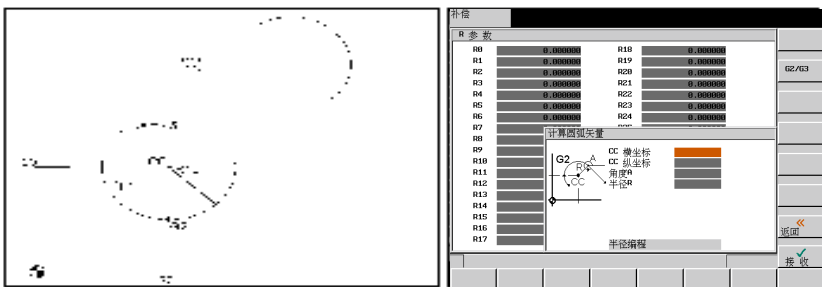 补偿
R 参 数
R0 0.000000 R18 0.000000
R1 0.000000 R19 0.000000
R2 0.000000 R20 0.000000
R3 0.000000 R21 0.000000
R4 0.000000 R22 0.000000
R5 0.000000 R23 0.000000
R6 0.000000 R24 0.000000
R7
R8
R9
R10
R11
R12
R13
R14
R15
R16
R17
G2/G3
计算圆弧矢量
G2 R A CC
CC 横坐标
CC 纵坐标
角度A
半径R
半径编程
返回
接 收